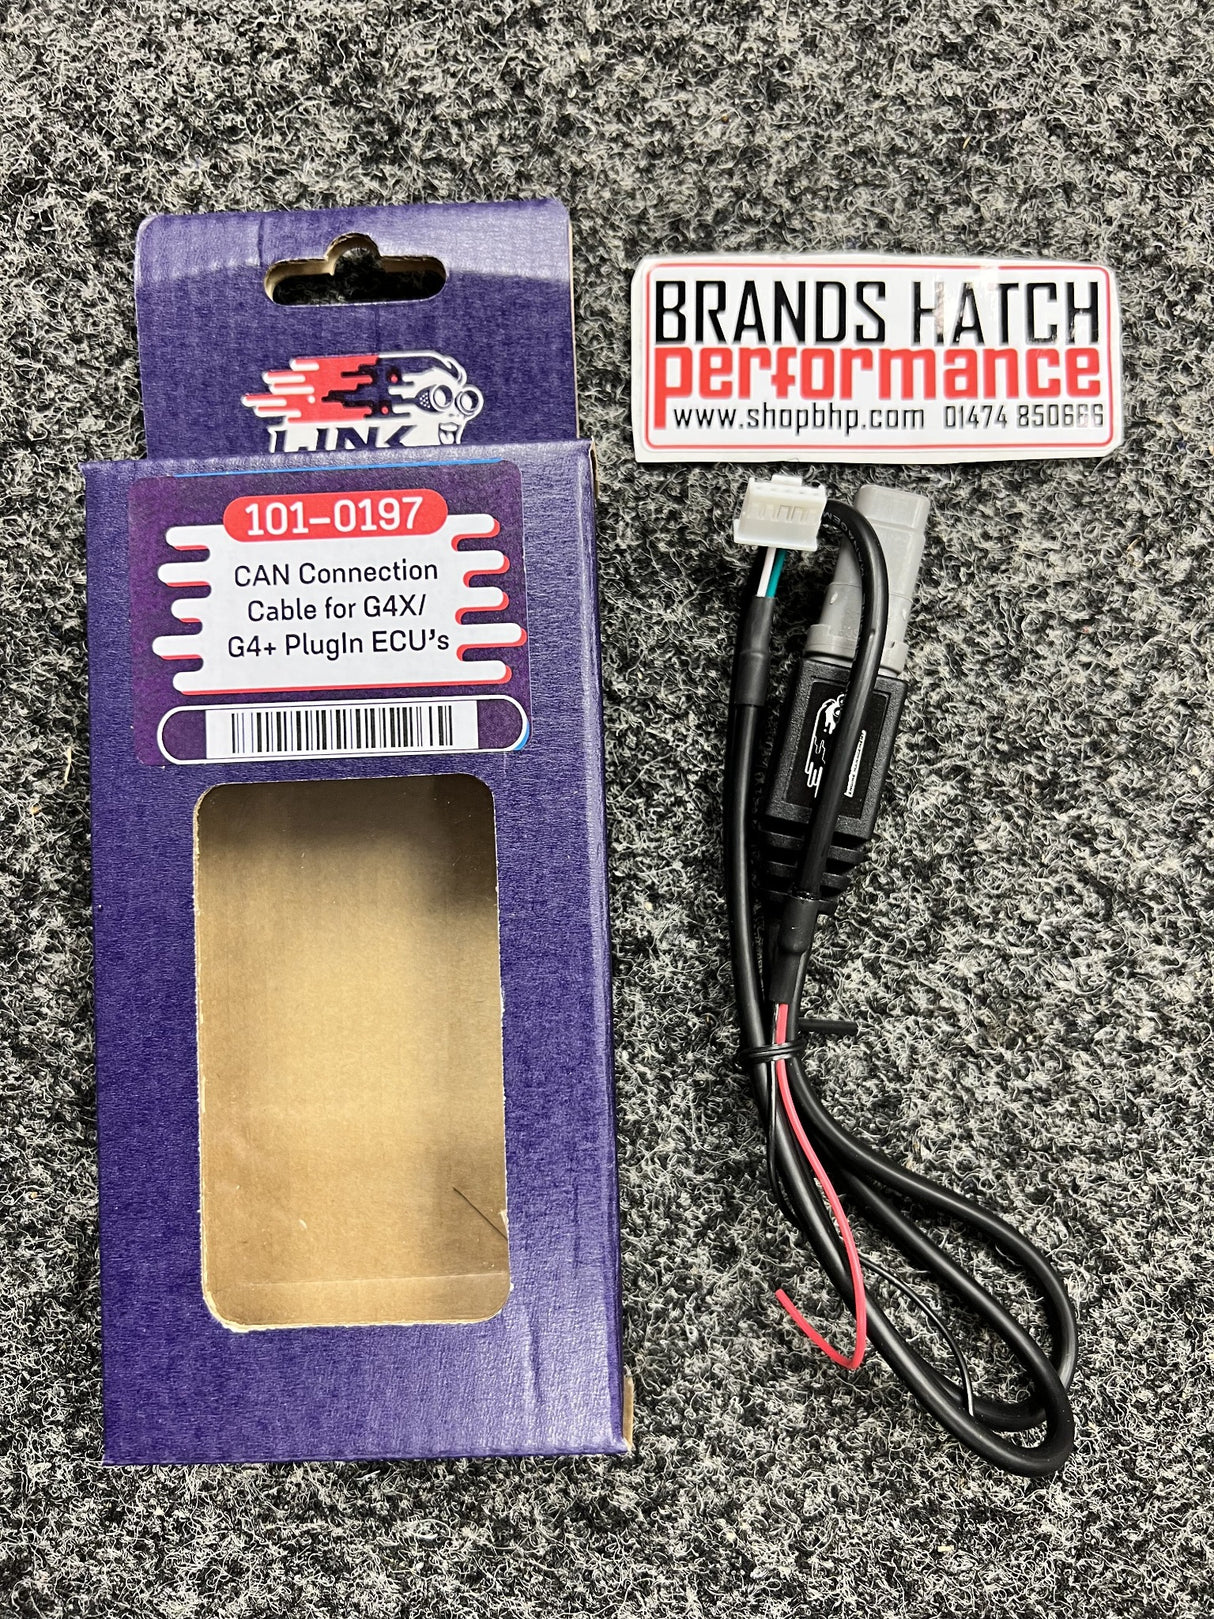 LINK
101-0197
CAN Connection
Cable for G4X/
G4+ PlugIn ECU's
BRANDS HATCH
performance
www.shopbhp.com 01474 850666